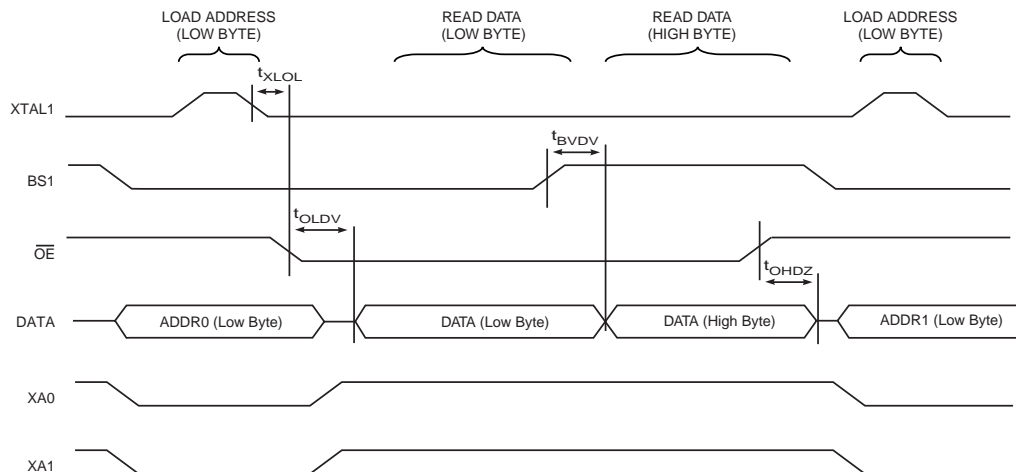 LOAD ADDRESS
(LOW BYTE)
READ DATA
(LOW BYTE)
READ DATA
(HIGH BYTE)
LOAD ADDRESS
(LOW BYTE)
tXLOL
XTAL1
tBVDV
BS1
tOLDV
OE
tOHDZ
DATA
ADDR0 (Low Byte)
DATA (Low Byte)
DATA (High Byte)
ADDR1 (Low Byte)
XA0
XA1